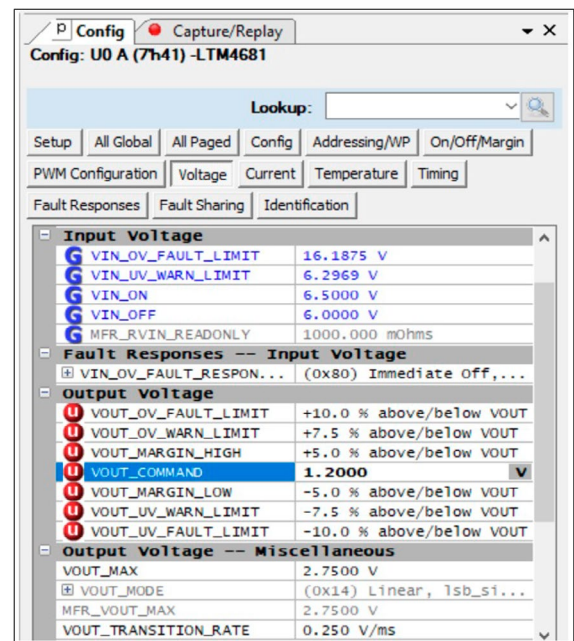 P Config Capture/Replay
Config: U0 A (7'h41) -LTM4681
Lookup:
Setup All Global All Paged Config Addressing/WP On/Off/Margin
PWM Configuration Voltage Current Temperature Timing
Fault Responses Fault Sharing Identification
Input Voltage
G VIN_OV_FAULT_LIMIT 16.1875 V
G VIN_UV_WARN_LIMIT 6.2969 V
G VIN_ON 6.5000 V
G VIN_OFF 6.0000 V
G MFR_RVIN_READONLY 1000.000 mOhms
Fault Responses -- Input Voltage
VIN_OV_FAULT_RESPON... (0x80) Immediate Off,...
Output Voltage
U VOUT_OV_FAULT_LIMIT +10.0 % above/below VOUT
U VOUT_OV_WARN_LIMIT +7.5 % above/below VOUT
U VOUT_MARGIN_HIGH +5.0 % above/below VOUT
U VOUT_COMMAND 1.2000 V
U VOUT_MARGIN_LOW -5.0 % above/below VOUT
U VOUT_UV_WARN_LIMIT -7.5 % above/below VOUT
U VOUT_UV_FAULT_LIMIT -10.0 % above/below VOUT
Output Voltage -- Miscellaneous
VOUT_MAX 2.7500 V
VOUT_MODE (0x14) Linear, lsb_si...
MFR_VOUT_MAX 2.7500 V
VOUT_TRANSITION_RATE 0.250 V/ms